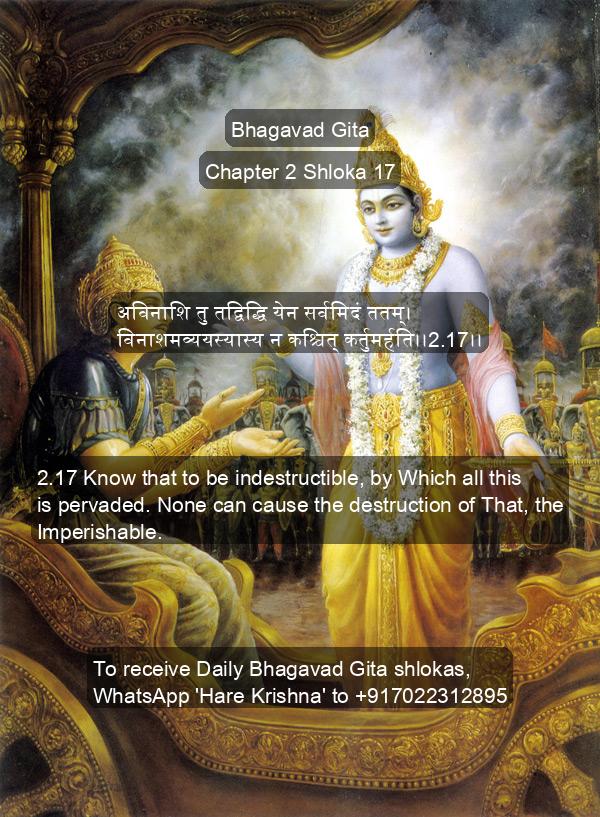 Bhagavad Gita
Chapter 2 Shloka 17
अविनाशि तु तद्विद्धि येन सर्वमिदं ततम्।
विनाशमव्ययस्यास्य न कश्चित् कर्तुमर्हति।।2.17।।
2.17 Know that to be indestructible, by Which all this
is pervaded. None can cause the destruction of That, the
Imperishable.
To receive Daily Bhagavad Gita shlokas,
WhatsApp 'Hare Krishna' to +917022312895